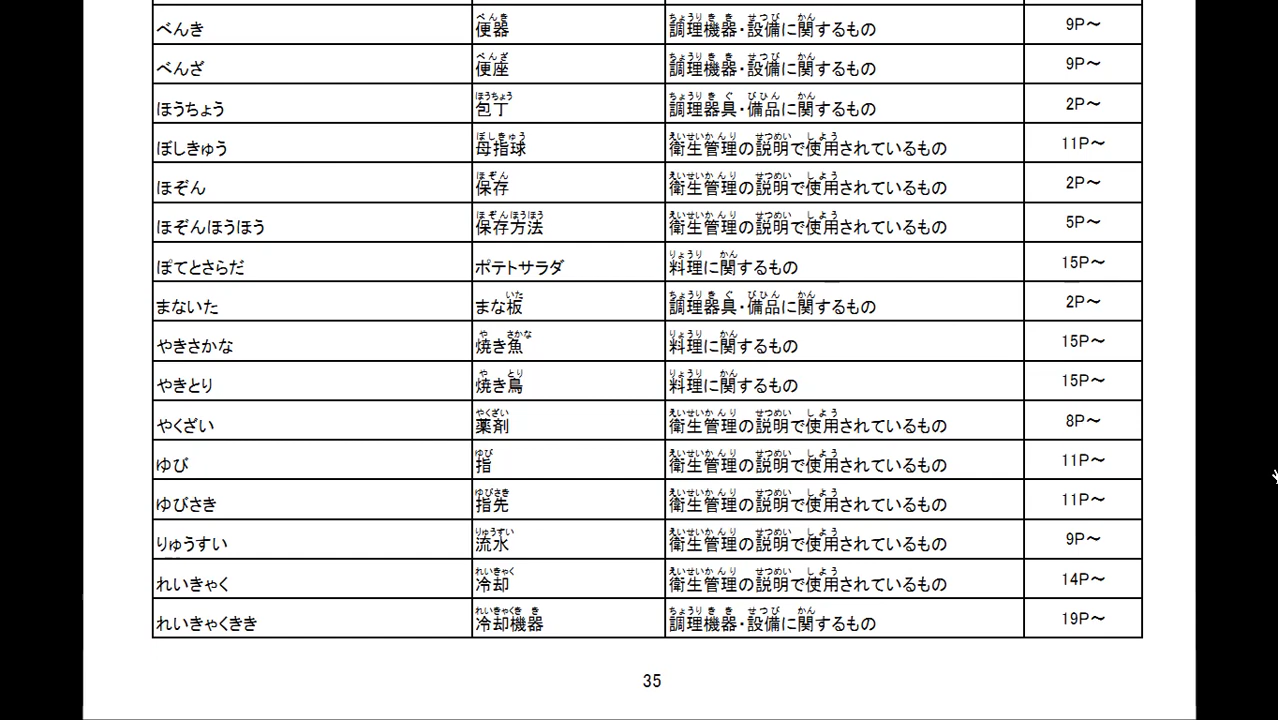 べんき 便器 調理機器・設備に関するもの 9P～
べんざ 便座 調理機器・設備に関するもの 9P～
ほうちょう 包丁 調理器具・備品に関するもの 2P～
ぼしきゅう 母指球 衛生管理の説明で使用されているもの 11P～
ほぞん 保存 衛生管理の説明で使用されているもの 2P～
ほぞんほうほう 保存方法 衛生管理の説明で使用されているもの 5P～
ぽてとさらだ ポテトサラダ 料理に関するもの 15P～
まないた まな板 調理器具・備品に関するもの 2P～
やきさかな 焼き魚 料理に関するもの 15P～
やきとり 焼き鳥 料理に関するもの 15P～
やくざい 薬剤 衛生管理の説明で使用されているもの 8P～
ゆび 指 衛生管理の説明で使用されているもの 11P～
ゆびさき 指先 衛生管理の説明で使用されているもの 11P～
りゅうすい 流水 衛生管理の説明で使用されているもの 9P～
れいきゃく 冷却 衛生管理の説明で使用されているもの 14P～
れいきゃくきき 冷却機器 調理機器・設備に関するもの 19P～
35